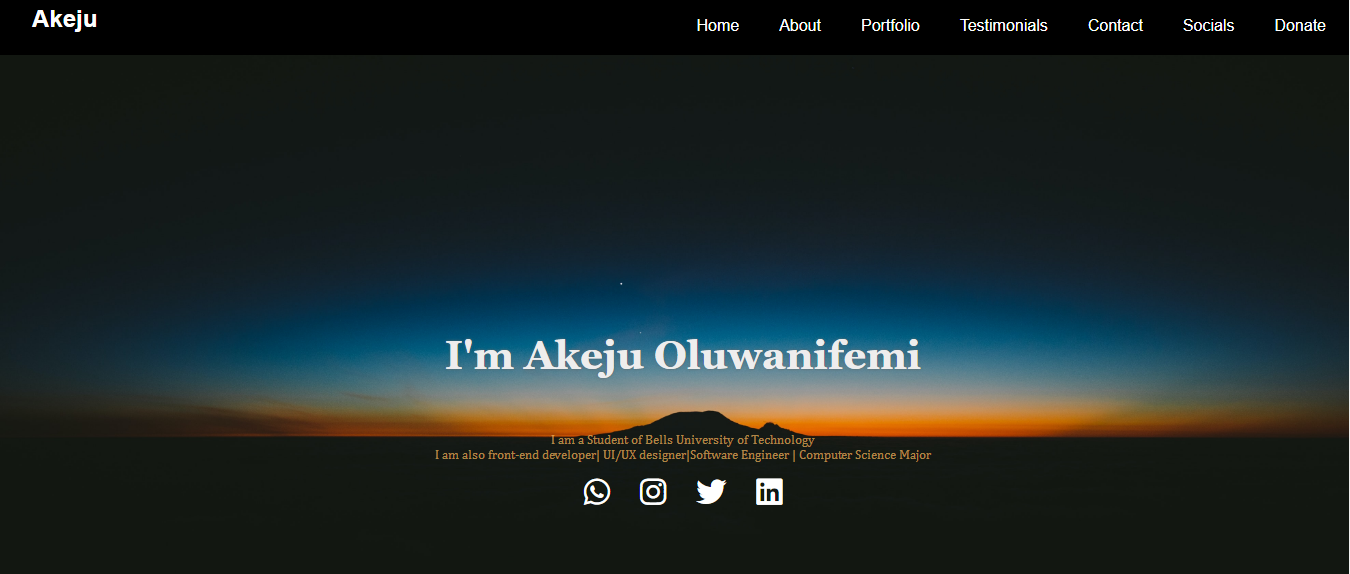 Akeju
Home About Portfolio Testimonials Contact Socials Donate
I'm Akeju Oluwanifemi
I am a Student of Bells University of Technology
I am also front-end developer| UI/UX designer|Software Engineer | Computer Science Major
in